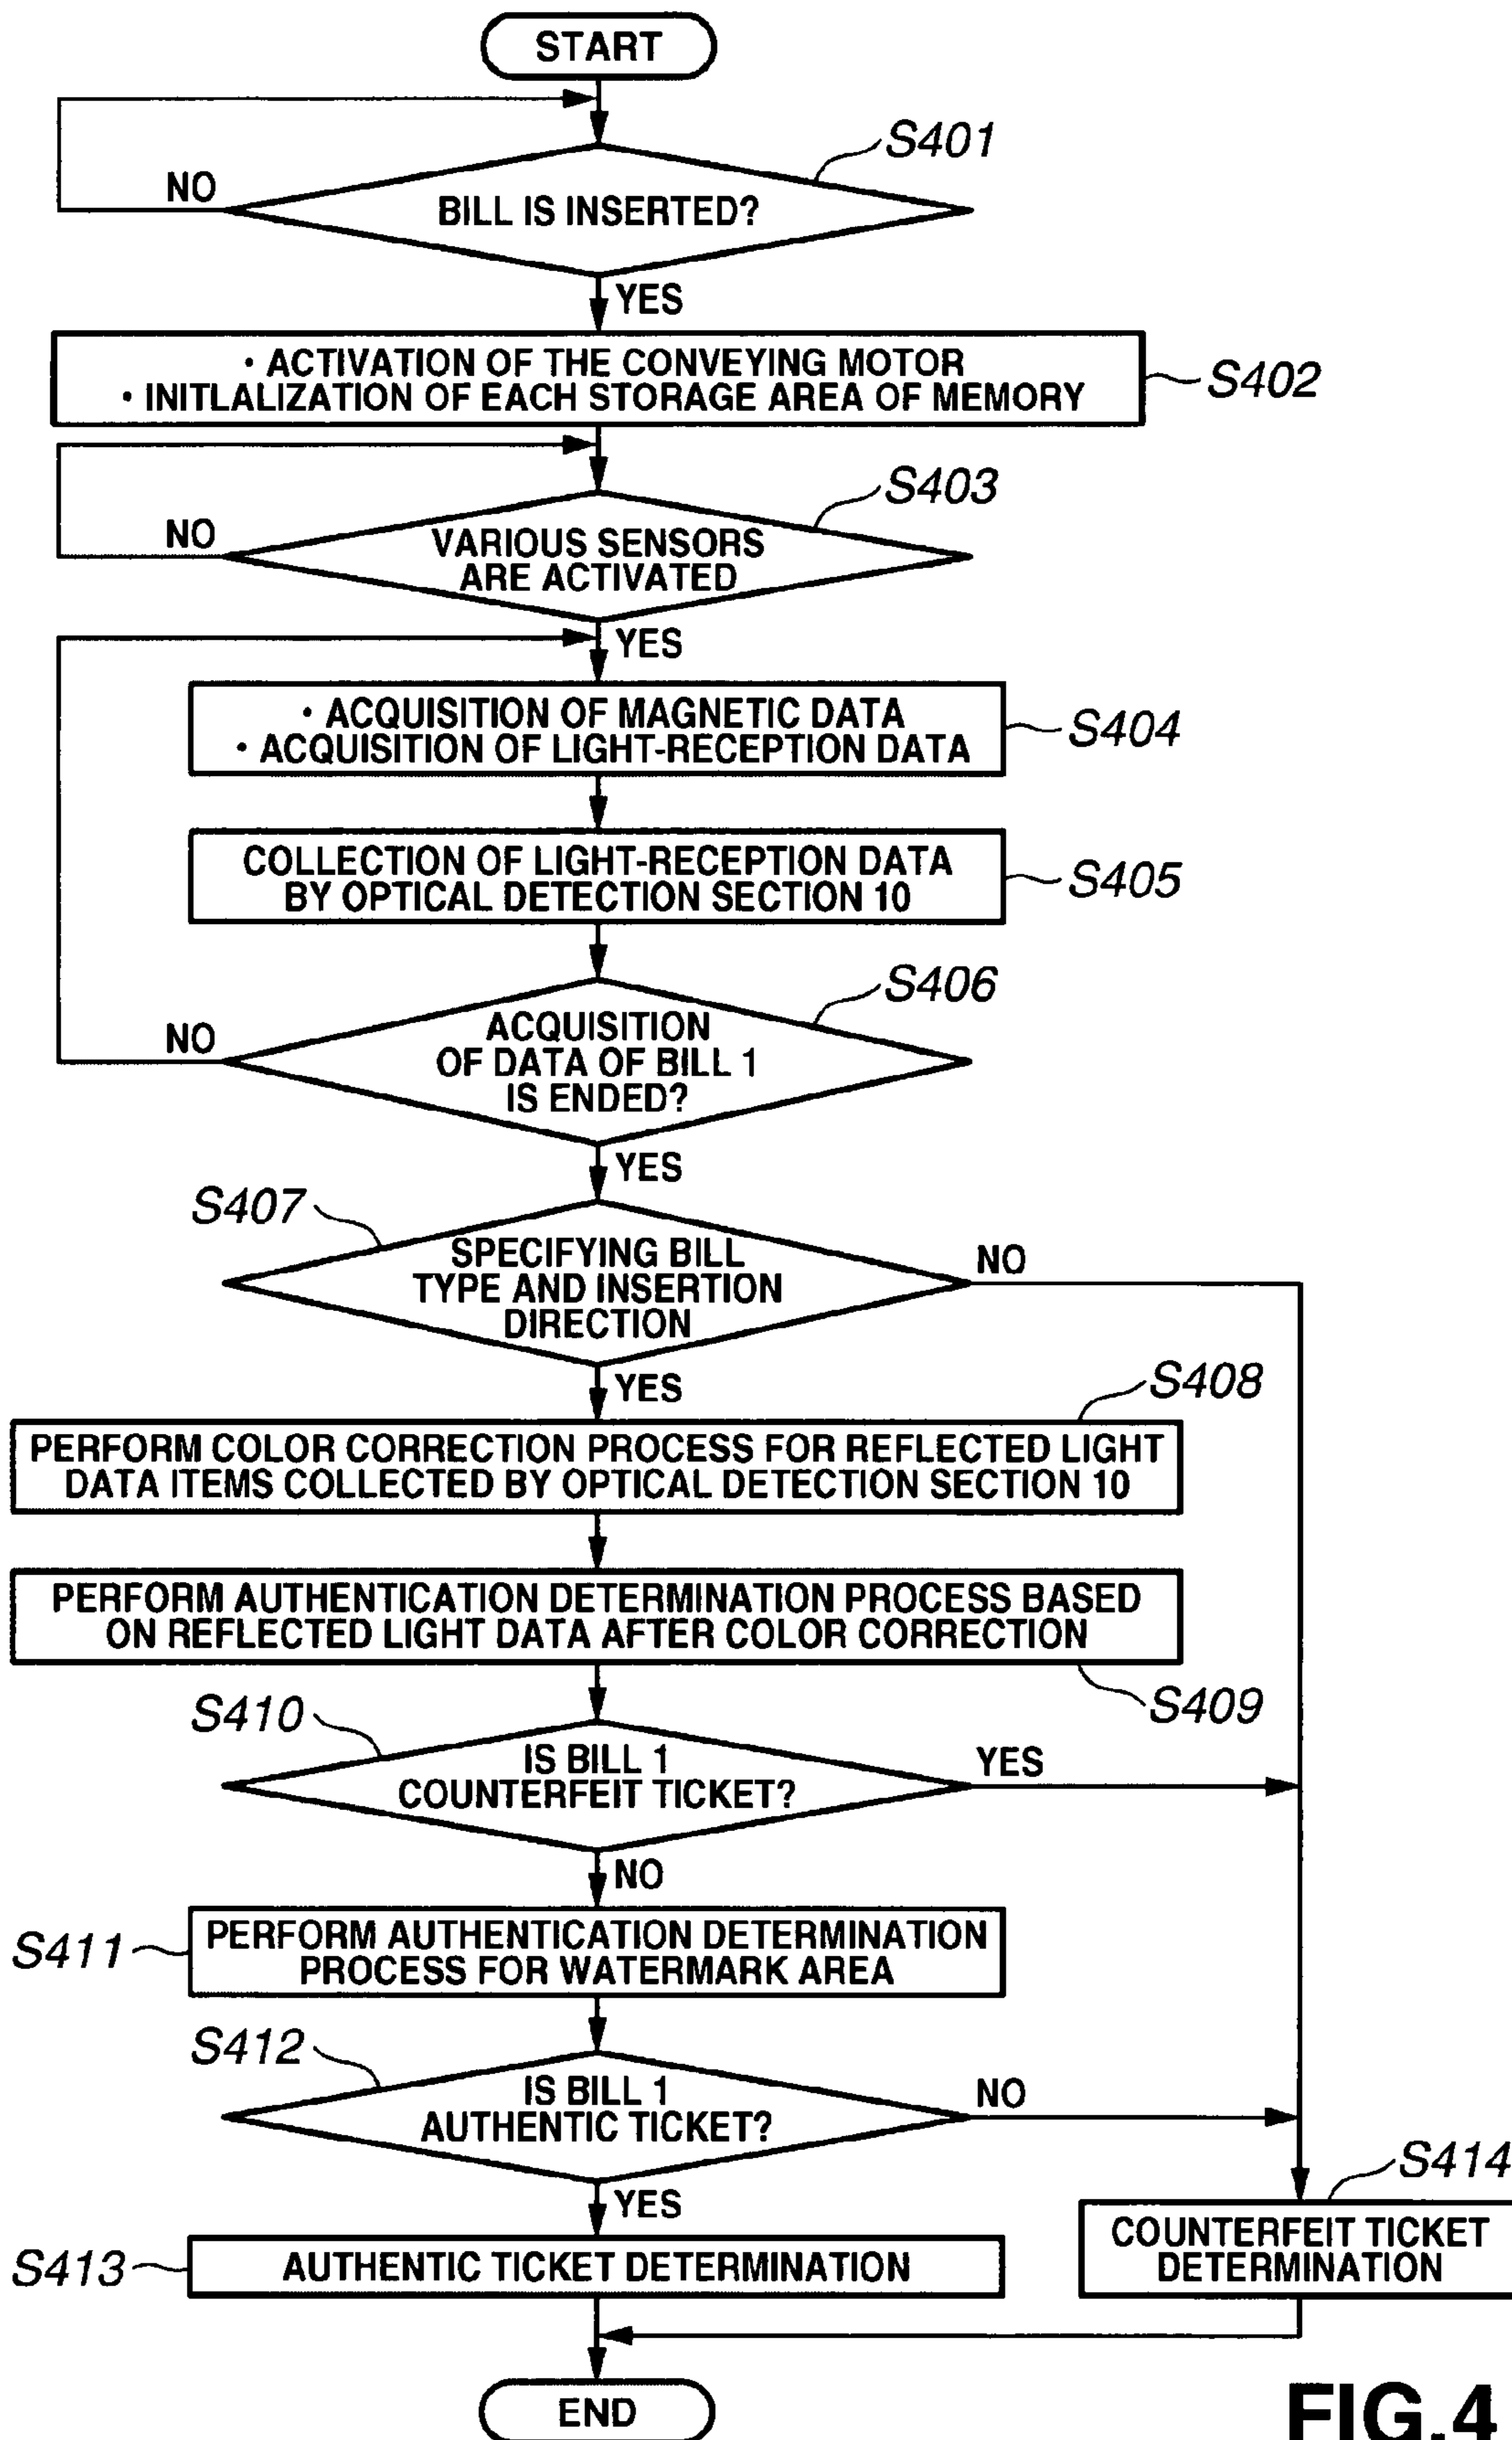 START
S401
NO
BILL IS INSERTED?
YES
· ACTIVATION OF THE CONVEYING MOTOR
· INITLALIZATION OF EACH STORAGE AREA OF MEMORY
S402
S403
NO
VARIOUS SENSORS
ARE ACTIVATED
YES
· ACQUISITION OF MAGNETIC DATA
· ACQUISITION OF LIGHT-RECEPTION DATA
S404
COLLECTION OF LIGHT-RECEPTION DATA
BY OPTICAL DETECTION SECTION 10
S405
S406
NO
ACQUISITION
OF DATA OF BILL 1
IS ENDED?
YES
S407
SPECIFYING BILL
TYPE AND INSERTION
DIRECTION
NO
YES
S408
PERFORM COLOR CORRECTION PROCESS FOR REFLECTED LIGHT
DATA ITEMS COLLECTED BY OPTICAL DETECTION SECTION 10
PERFORM AUTHENTICATION DETERMINATION PROCESS BASED
ON REFLECTED LIGHT DATA AFTER COLOR CORRECTION
S409
S410
IS BILL 1
COUNTERFEIT TICKET?
YES
NO
S411
PERFORM AUTHENTICATION DETERMINATION
PROCESS FOR WATERMARK AREA
S412
IS BILL 1
AUTHENTIC TICKET?
NO
YES
S414
S413
AUTHENTIC TICKET DETERMINATION
COUNTERFEIT TICKET
DETERMINATION
END
FIG.4